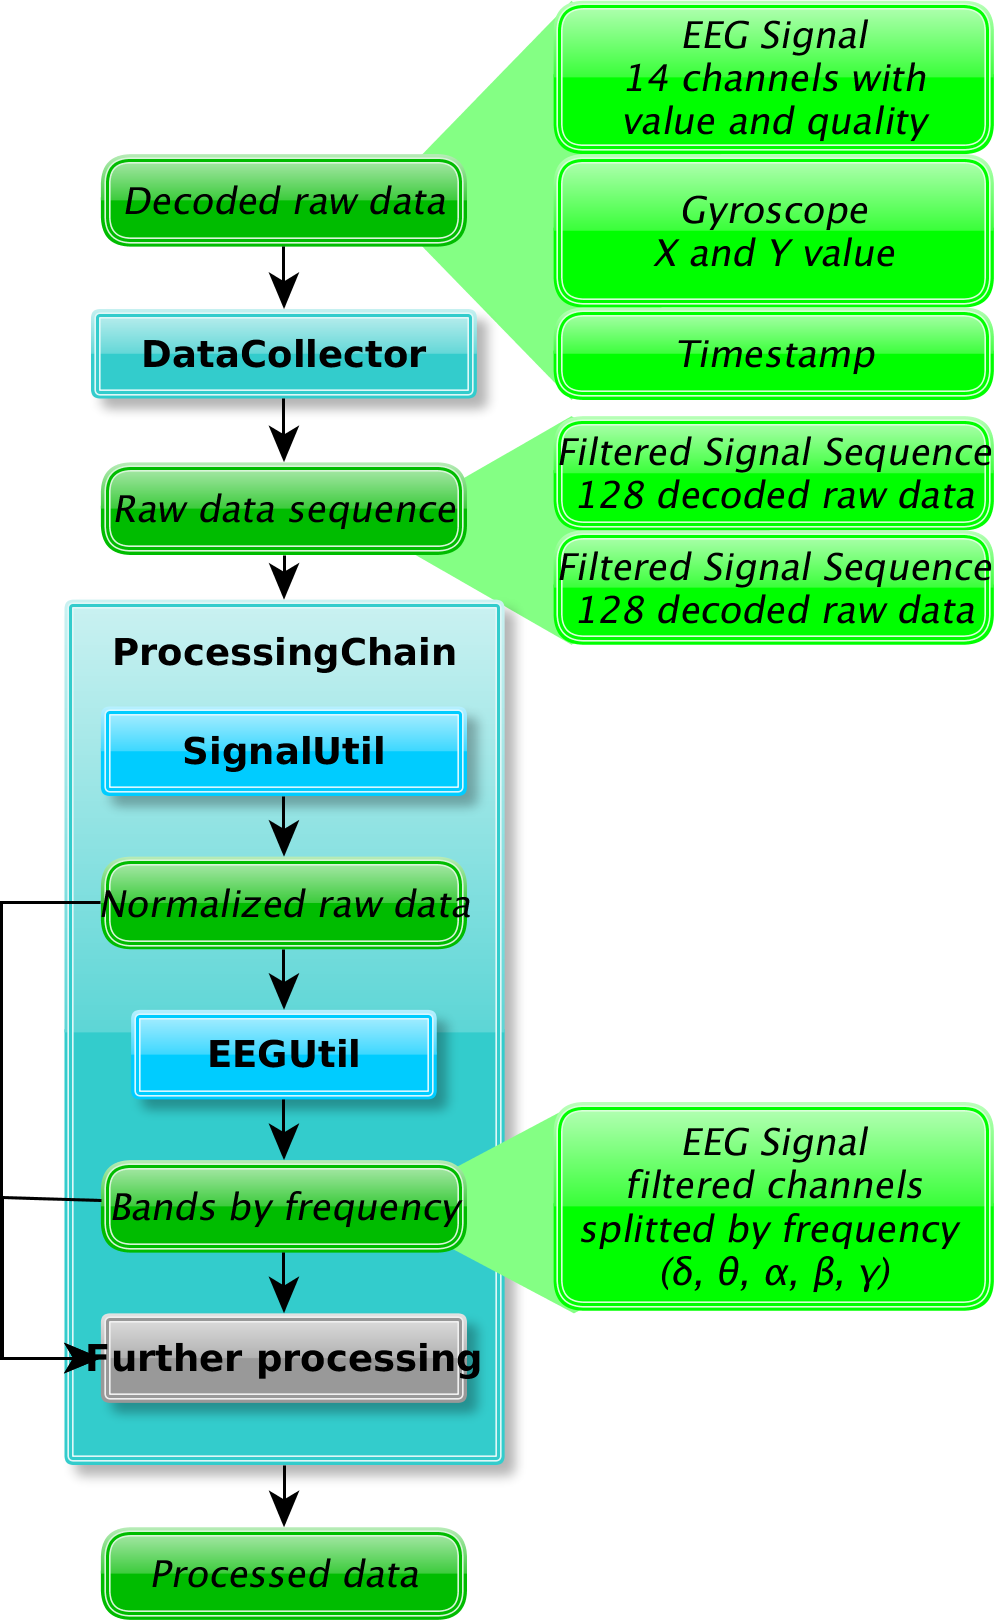 EEG Signal
14 channels with
value and quality
Decoded raw data
Gyroscope
X and Y value
DataCollector
Timestamp
Filtered Signal Sequence
128 decoded raw data
Raw data sequence
Filtered Signal Sequence
128 decoded raw data
ProcessingChain
SignalUtil
Normalized raw data
EEGUtil
Bands by frequency
EEG Signal
filtered channels
splitted by frequency
(δ, θ, α, β, γ)
Further processing
Processed data